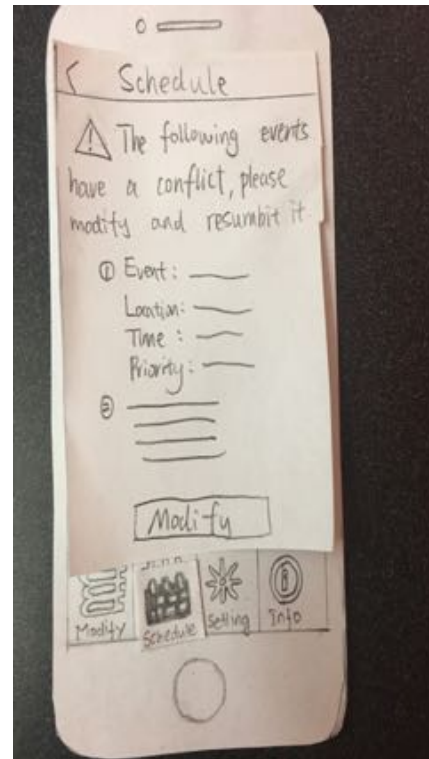 < Schedule
The following events
have a conflict, please
modify and resumbit it.
① Event:
Location:
Time :
Priority:
②
Modify
Modify Schedule Setting Info